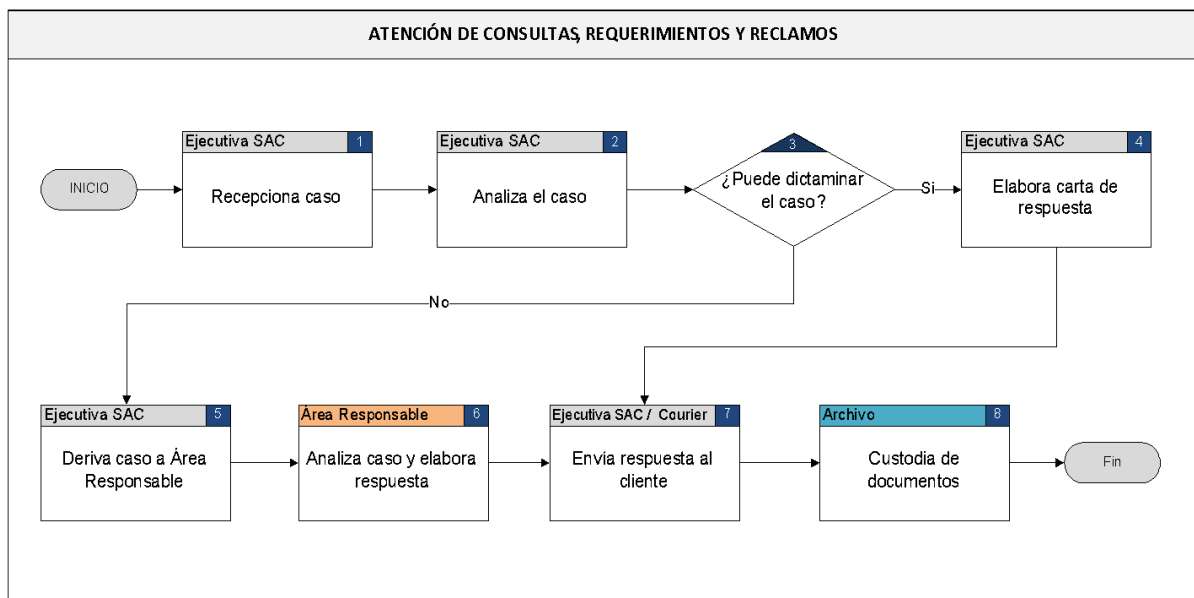 ATENCIÓN DE CONSULTAS, REQUERIMIENTOS Y RECLAMOS
INICIO
Ejecutiva SAC 1
Recepciona caso
Ejecutiva SAC 2
Analiza el caso
3
¿Puede dictaminar
el caso?
Si
Ejecutiva SAC 4
Elabora carta de
respuesta
No
Ejecutiva SAC 5
Deriva caso a Área
Responsable
Área Responsable 6
Analiza caso y elabora
respuesta
Ejecutiva SAC / Courier 7
Envía respuesta al
cliente
Archivo 8
Custodia de
documentos
Fin